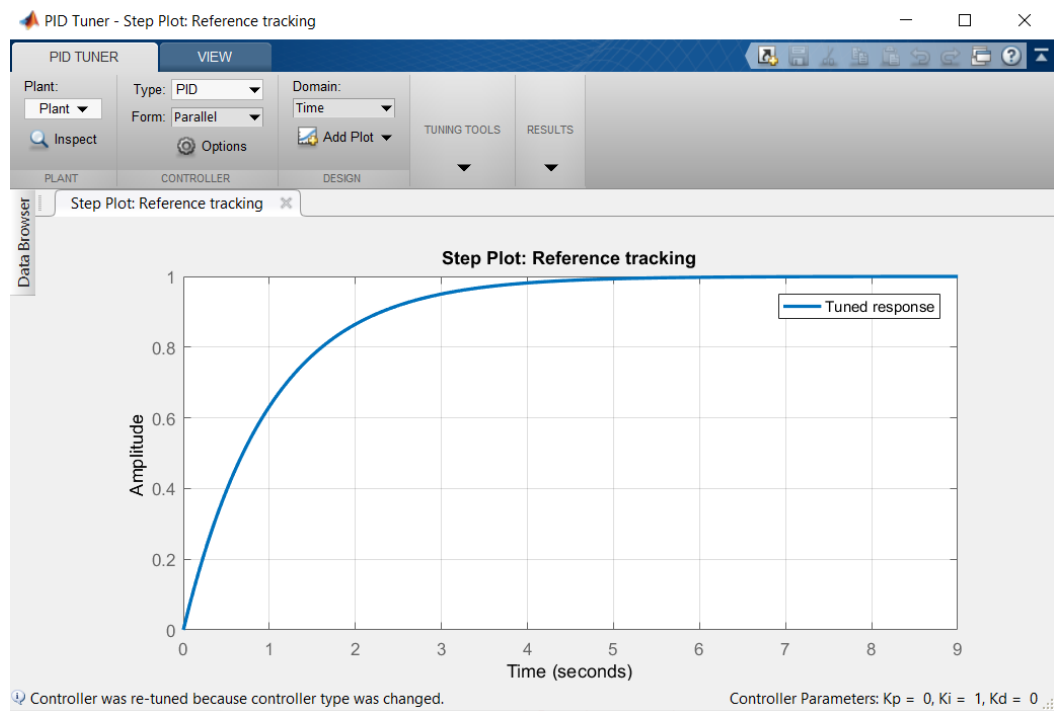 PID Tuner - Step Plot: Reference tracking
PID TUNER VIEW
Plant: Type: PID Domain:
Plant Form: Parallel Time
Inspect Options Add Plot TUNING TOOLS RESULTS
PLANT CONTROLLER DESIGN
Data Browser
Step Plot: Reference tracking
Step Plot: Reference tracking
Tuned response
Amplitude
1
0.8
0.6
0.4
0.2
0
0 1 2 3 4 5 6 7 8 9
Time (seconds)
Controller was re-tuned because controller type was changed. Controller Parameters: Kp = 0, Ki = 1, Kd = 0